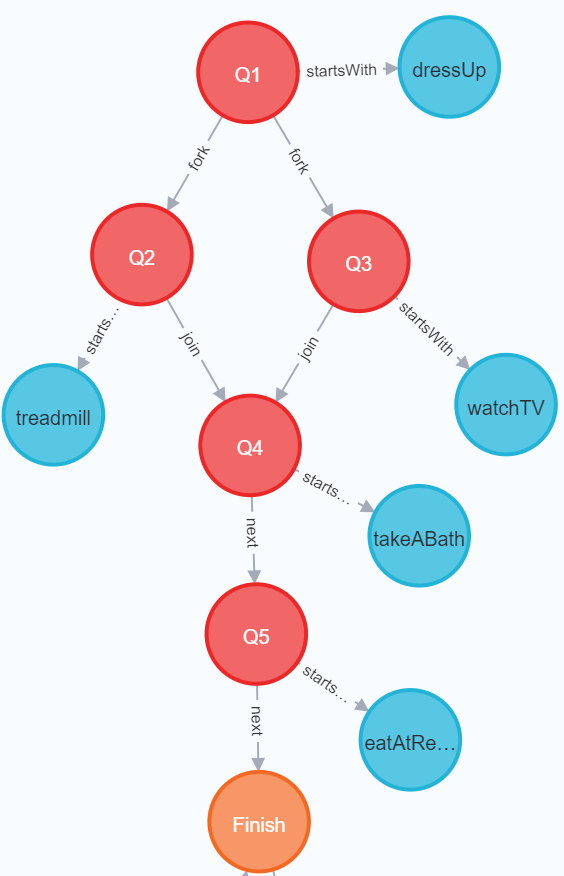 Q1
startsWith
dressUp
fork
fork
Q2
Q3
starts...
join
join
startsWith
treadmill
watchTV
Q4
starts...
next
takeABath
Q5
starts...
next
eatAtRe...
Finish